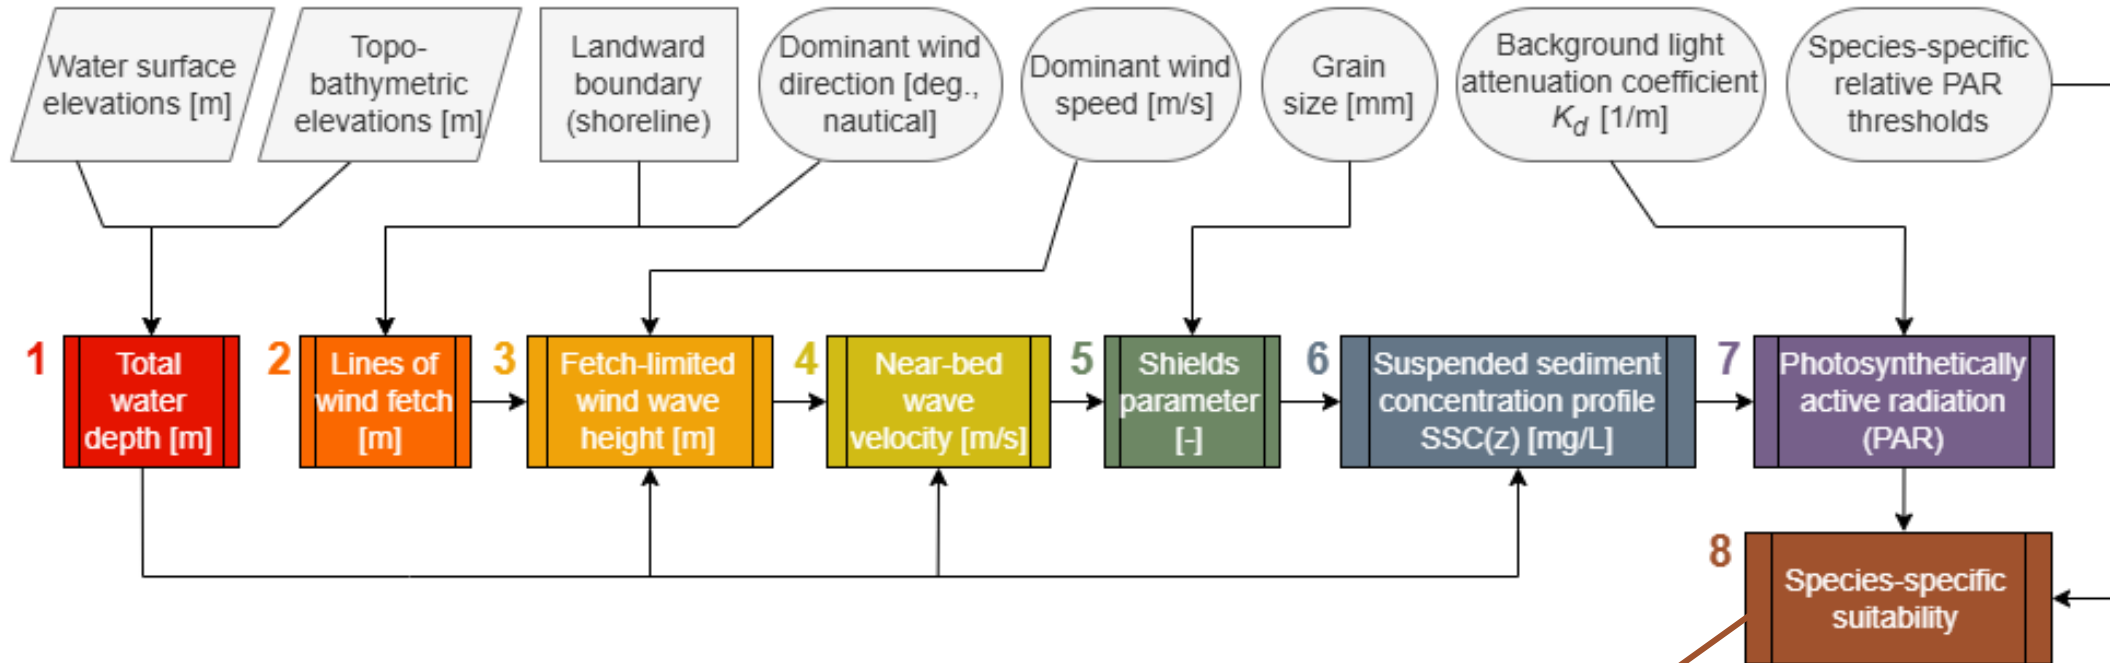 Water surface
elevations [m]
Topo-
bathymetric
elevations [m]
Landward
boundary
(shoreline)
Dominant wind
direction [deg.,
nautical]
Dominant wind
speed [m/s]
Grain
size [mm]
Background light
attenuation coefficient
K_d [1/m]
Species-specific
relative PAR
thresholds
1
Total
water
depth [m]
2
Lines of
wind fetch
[m]
3
Fetch-limited
wind wave
height [m]
4
Near-bed
wave
velocity [m/s]
5
Shields
parameter
[-]
6
Suspended sediment
concentration profile
SSC(z) [mg/L]
7
Photosynthetically
active radiation
(PAR)
8
Species-specific
suitability